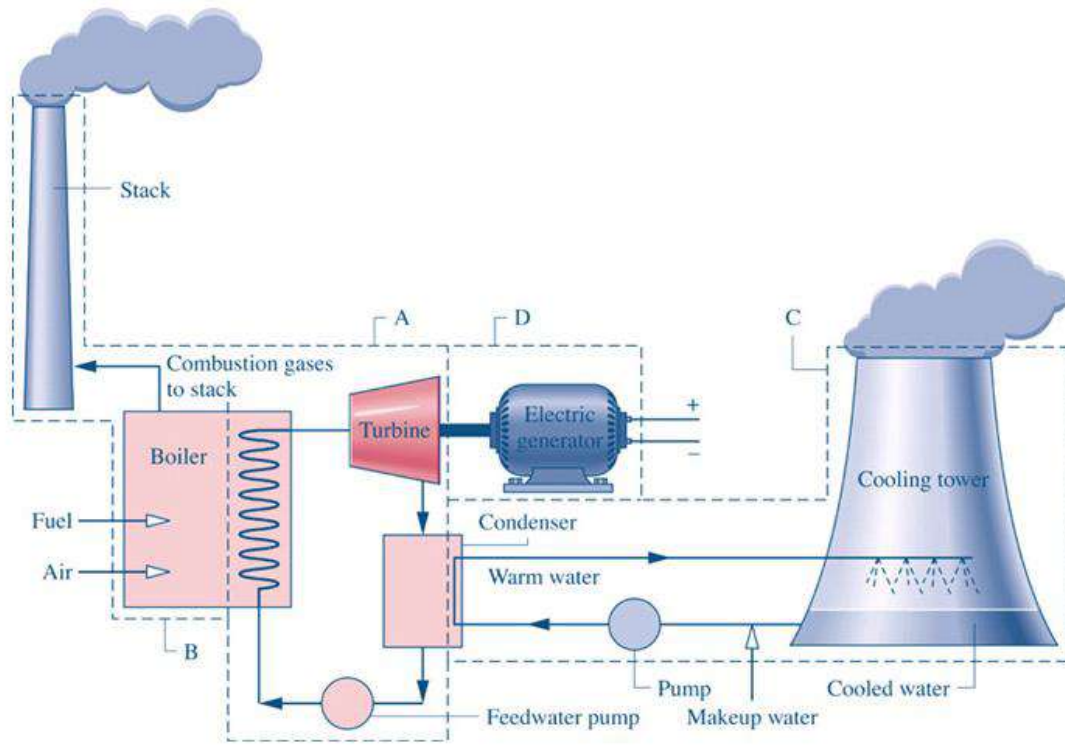 Stack
A
D
C
Combustion gases
to stack
Turbine
Electric
generator
+
−
Boiler
Cooling tower
Fuel
Condenser
Air
Warm water
B
Pump
Cooled water
Feedwater pump
Makeup water